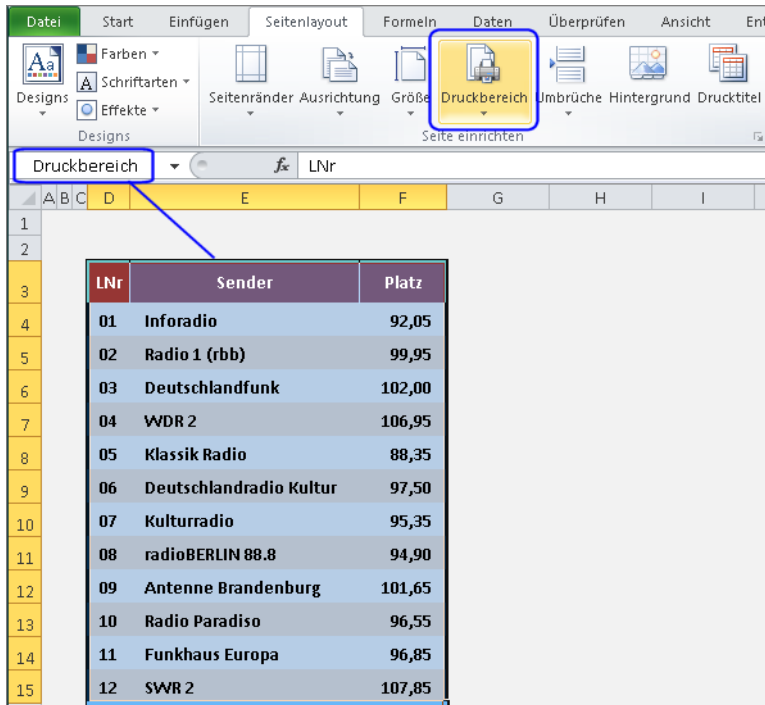 Datei Start Einfügen Seitenlayout Formeln Daten Überprüfen Ansicht Ent
Aa Farben
A Schriftarten
Effekte
Designs Seitenränder Ausrichtung Größe Druckbereich Umbrüche Hintergrund Drucktitel
Designs Seite einrichten
Druckbereich fx LNr
A B C D E F G H I
1
2
3 LNr Sender Platz
4 01 Inforadio 92,05
5 02 Radio 1 (rbb) 99,95
6 03 Deutschlandfunk 102,00
7 04 WDR 2 106,95
8 05 Klassik Radio 88,35
9 06 Deutschlandradio Kultur 97,50
10 07 Kulturradio 95,35
11 08 radioBERLIN 88.8 94,90
12 09 Antenne Brandenburg 101,65
13 10 Radio Paradiso 96,55
14 11 Funkhaus Europa 96,85
15 12 SWR 2 107,85